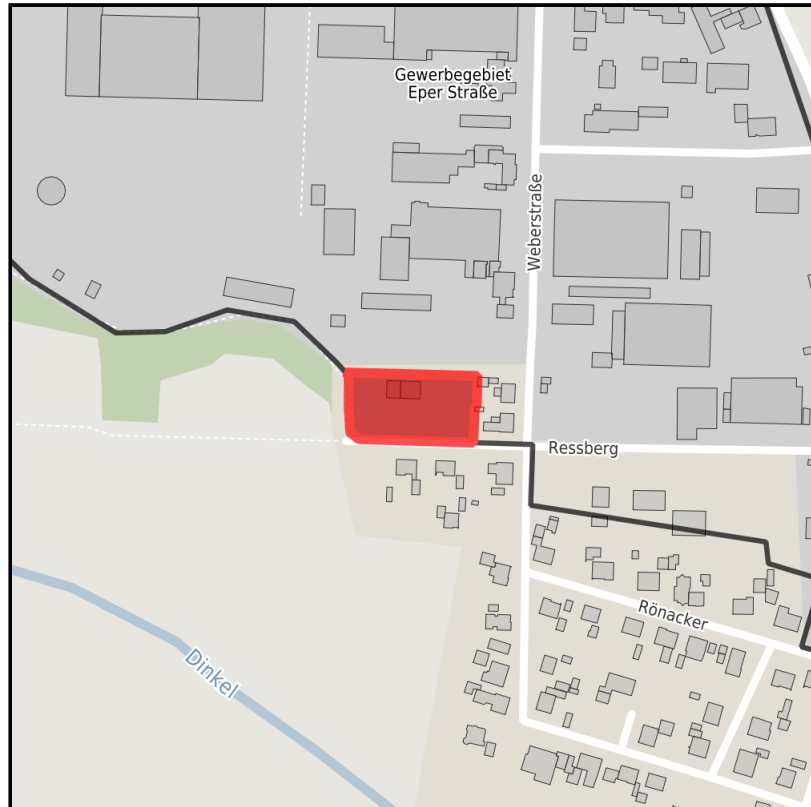 Gewerbegebiet
Eper Straße
Weberstraße
Ressberg
Rönacker
Dinkel